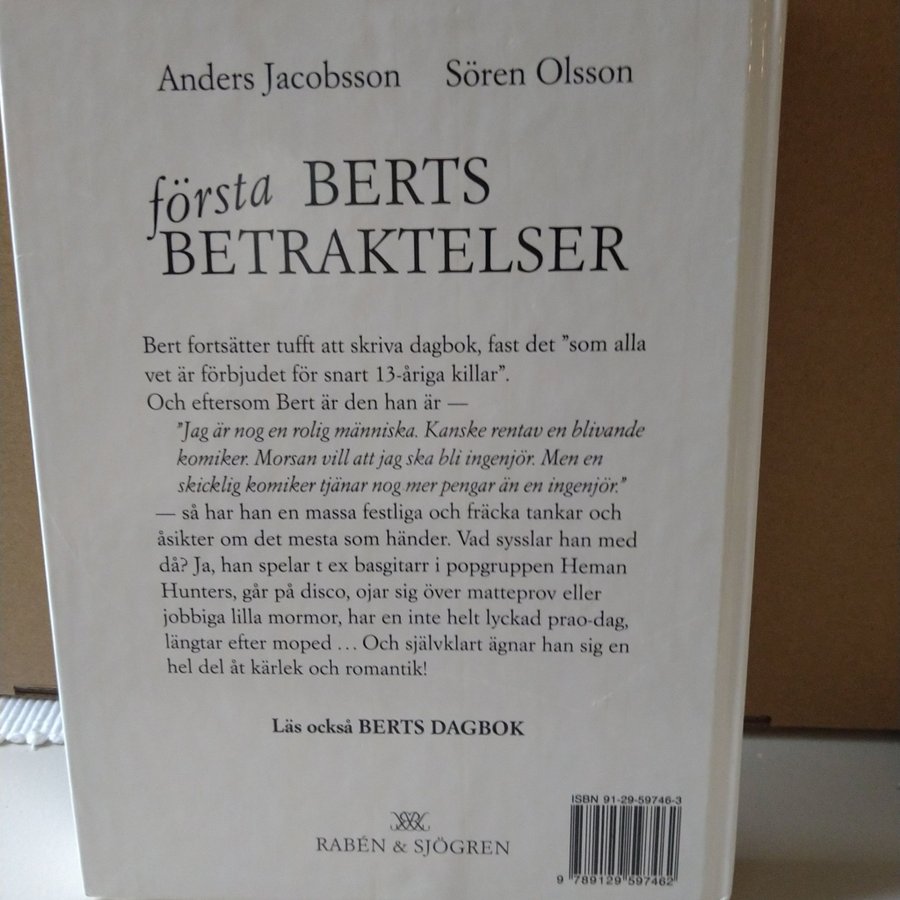 Anders Jacobsson Sören Olsson
första BERTS
BETRAKTELSER
Bert fortsätter tufft att skriva dagbok, fast det ”som alla
vet är förbjudet för snart 13-åriga killar”.
Och eftersom Bert är den han är —
”Jag är nog en rolig människa. Kanske rentav en blivande
komiker. Morsan vill att jag ska bli ingenjör. Men en
skicklig komiker tjänar nog mer pengar än en ingenjör.”
— så har han en massa festliga och fräcka tankar och
åsikter om det mesta som händer. Vad sysslar han med
då? Ja, han spelar t ex basgitarr i popgruppen Heman
Hunters, går på disco, ojar sig över matteprov eller
jobbiga lilla mormor, har en inte helt lyckad prao-dag,
längtar efter moped ... Och självklart ägnar han sig en
hel del åt kärlek och romantik!
Läs också BERTS DAGBOK
RABÉN & SJÖGREN
ISBN 91-29-59746-3
9 789129 597462